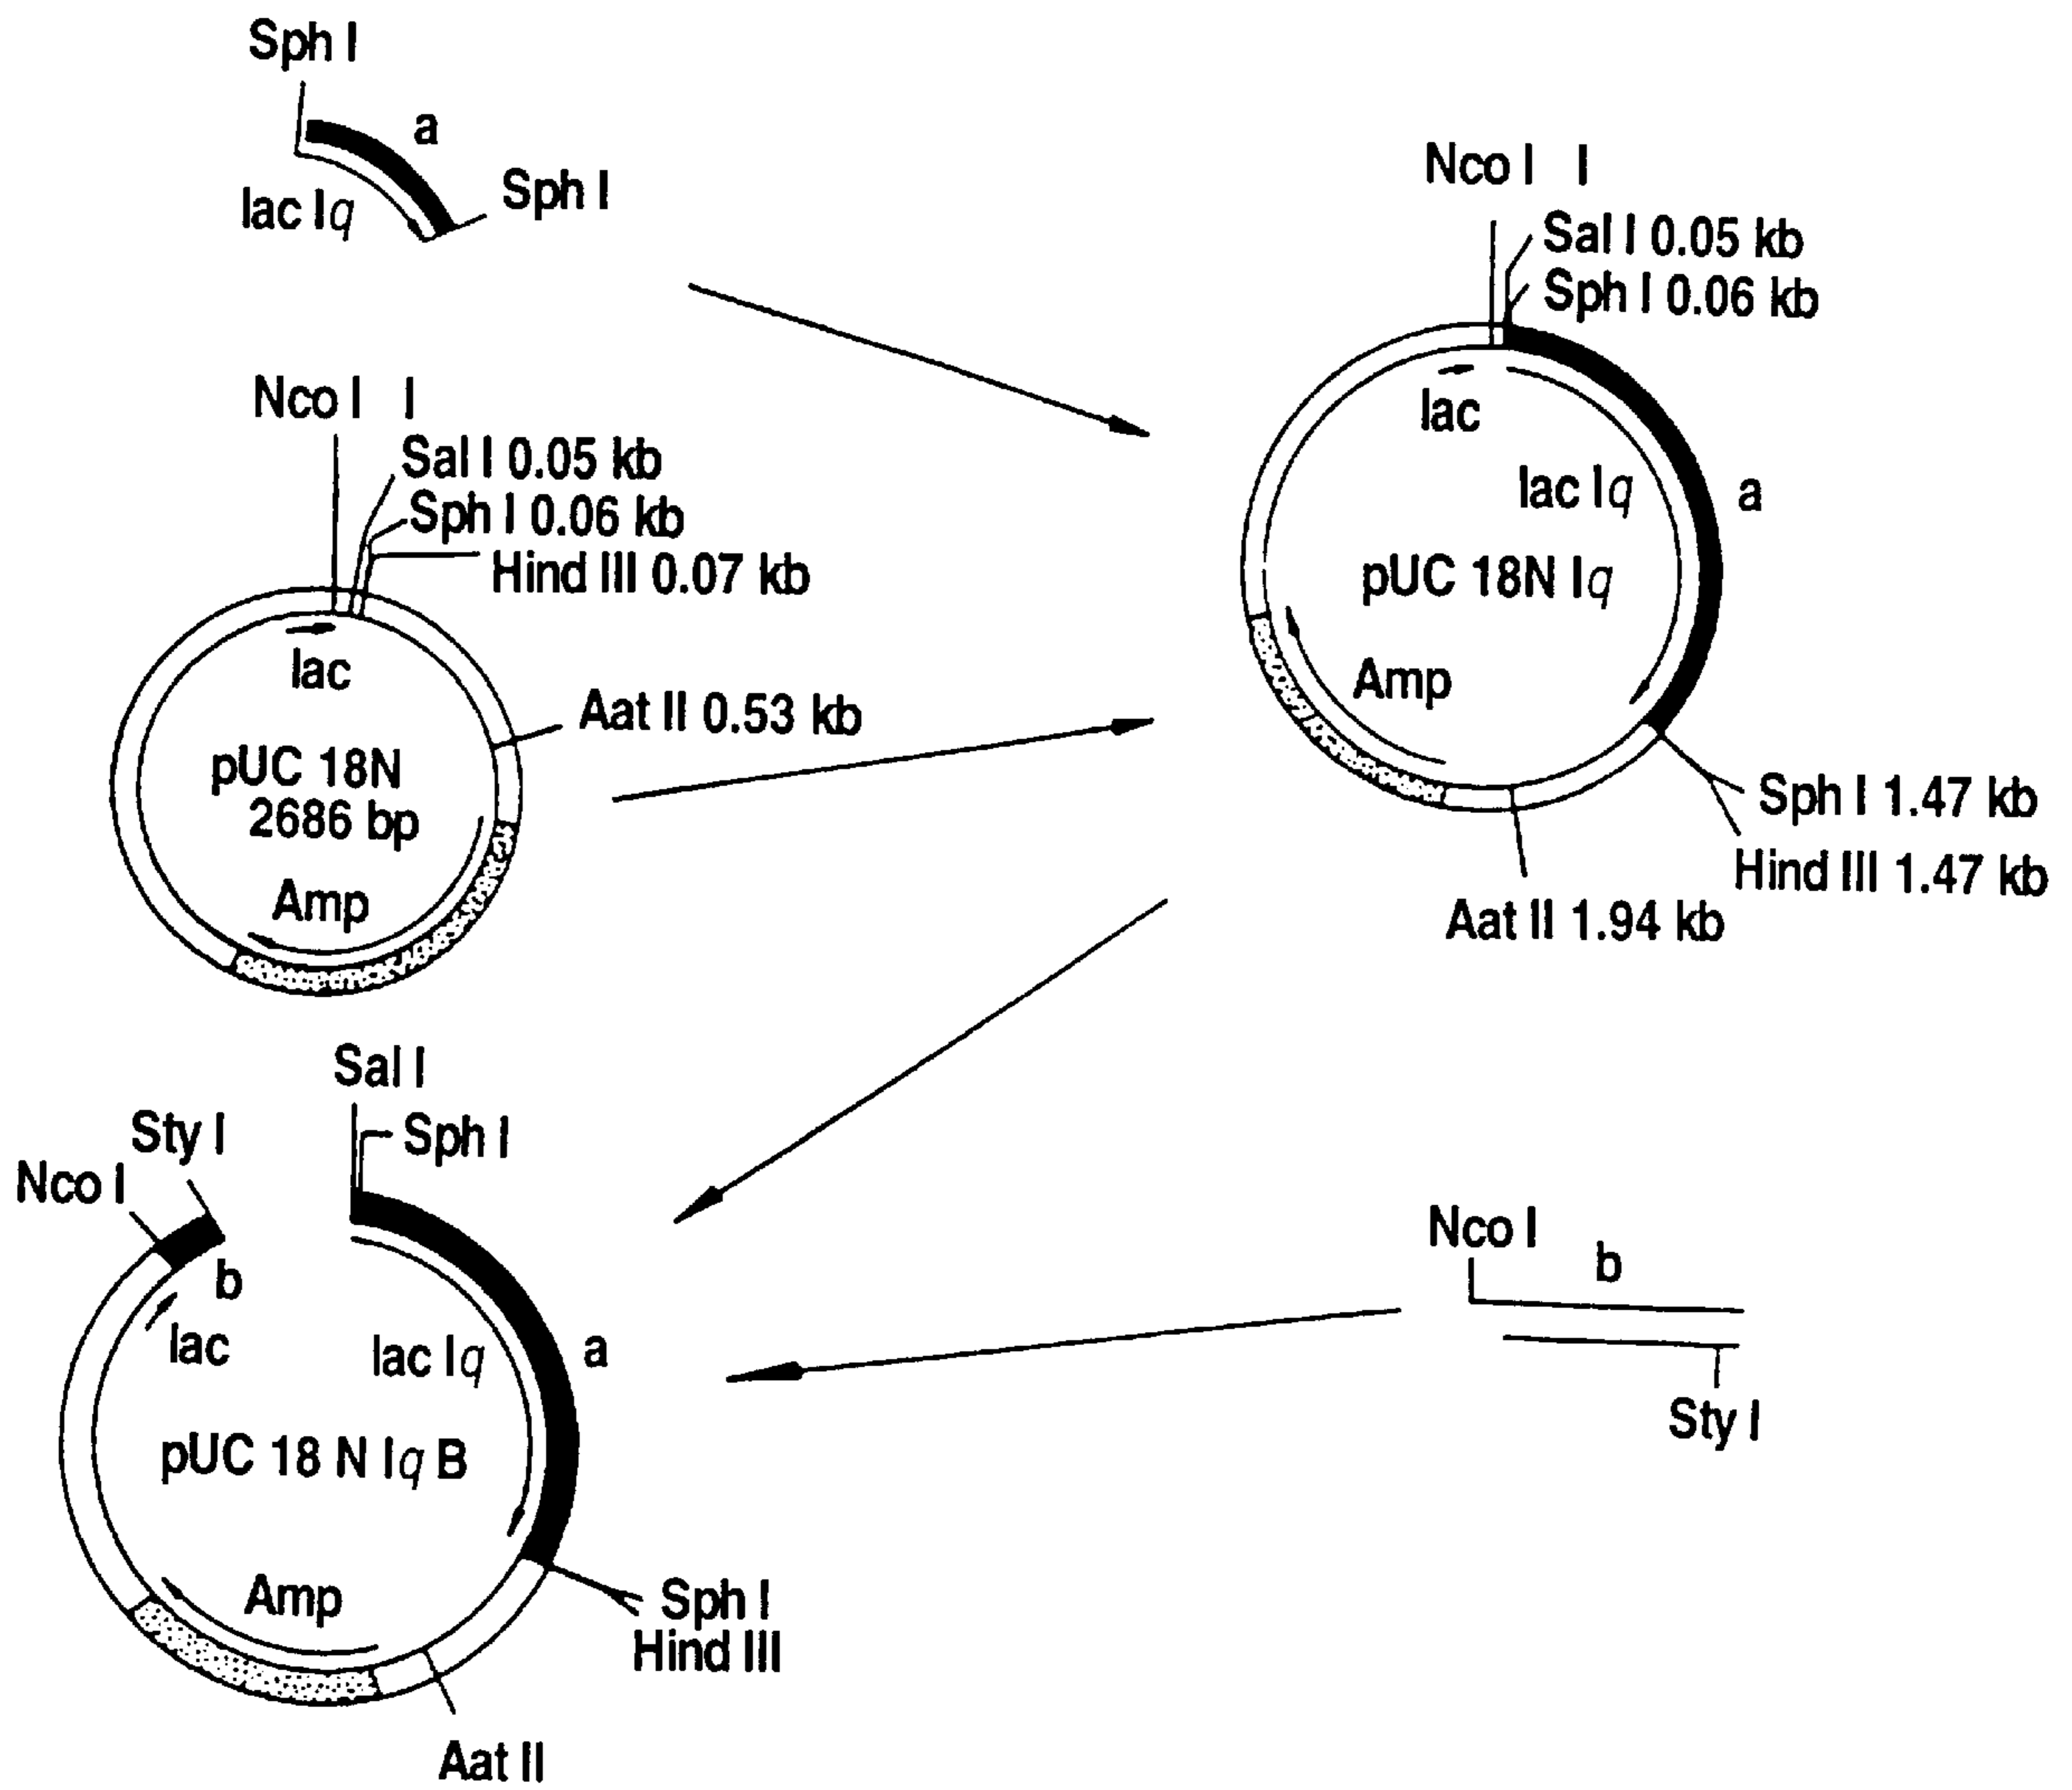 Sph I
a
Sph I
lac Iq
Nco I I
Sal I 0.05 kb
Sph I 0.06 kb
Hind III 0.07 kb
lac
Aat II 0.53 kb
pUC 18N
2686 bp
Amp
Nco I I
Sal I 0.05 kb
Sph I 0.06 kb
lac
lac Iq
a
pUC 18N Iq
Amp
Sph I 1.47 kb
Hind III 1.47 kb
Aat II 1.94 kb
Sal I
Sty I
Sph I
Nco I
b
lac
lac Iq
a
pUC 18 N Iq B
Amp
Sph I
Hind III
Aat II
Nco I
b
Sty I